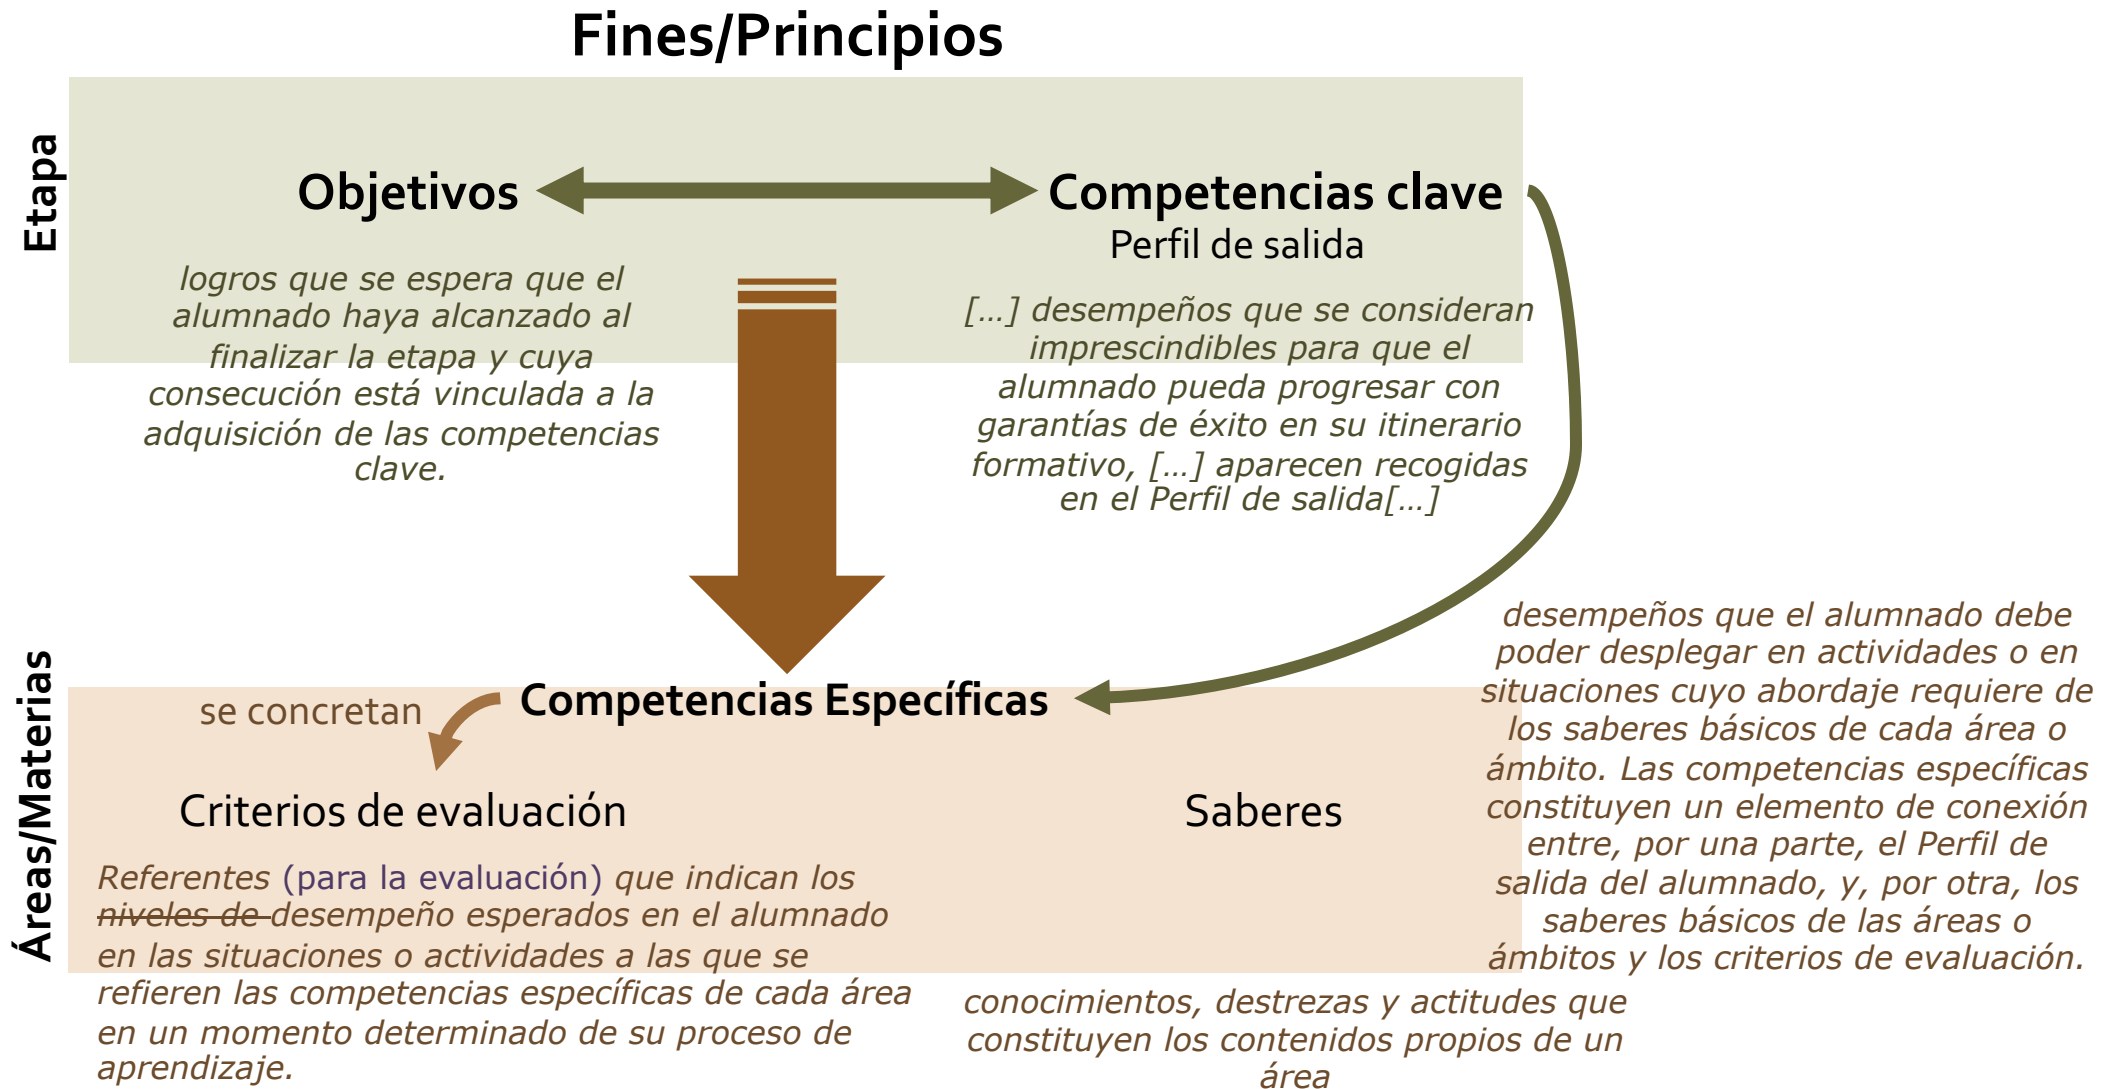 Fines/Principios
Etapa
Objetivos
Competencias clave
Perfil de salida
logros que se espera que el
alumnado haya alcanzado al
finalizar la etapa y cuya
consecución está vinculada a la
adquisición de las competencias
clave.
[…] desempeños que se consideran
imprescindibles para que el
alumnado pueda progresar con
garantías de éxito en su itinerario
formativo, […] aparecen recogidas
en el Perfil de salida[…]
Áreas/Materias
se concretan
Competencias Específicas
Criterios de evaluación
Referentes (para la evaluación) que indican los
niveles de desempeño esperados en el alumnado
en las situaciones o actividades a las que se
refieren las competencias específicas de cada área
en un momento determinado de su proceso de
aprendizaje.
Saberes
conocimientos, destrezas y actitudes que
constituyen los contenidos propios de un
área
desempeños que el alumnado debe
poder desplegar en actividades o en
situaciones cuyo abordaje requiere de
los saberes básicos de cada área o
ámbito. Las competencias específicas
constituyen un elemento de conexión
entre, por una parte, el Perfil de
salida del alumnado, y, por otra, los
saberes básicos de las áreas o
ámbitos y los criterios de evaluación.